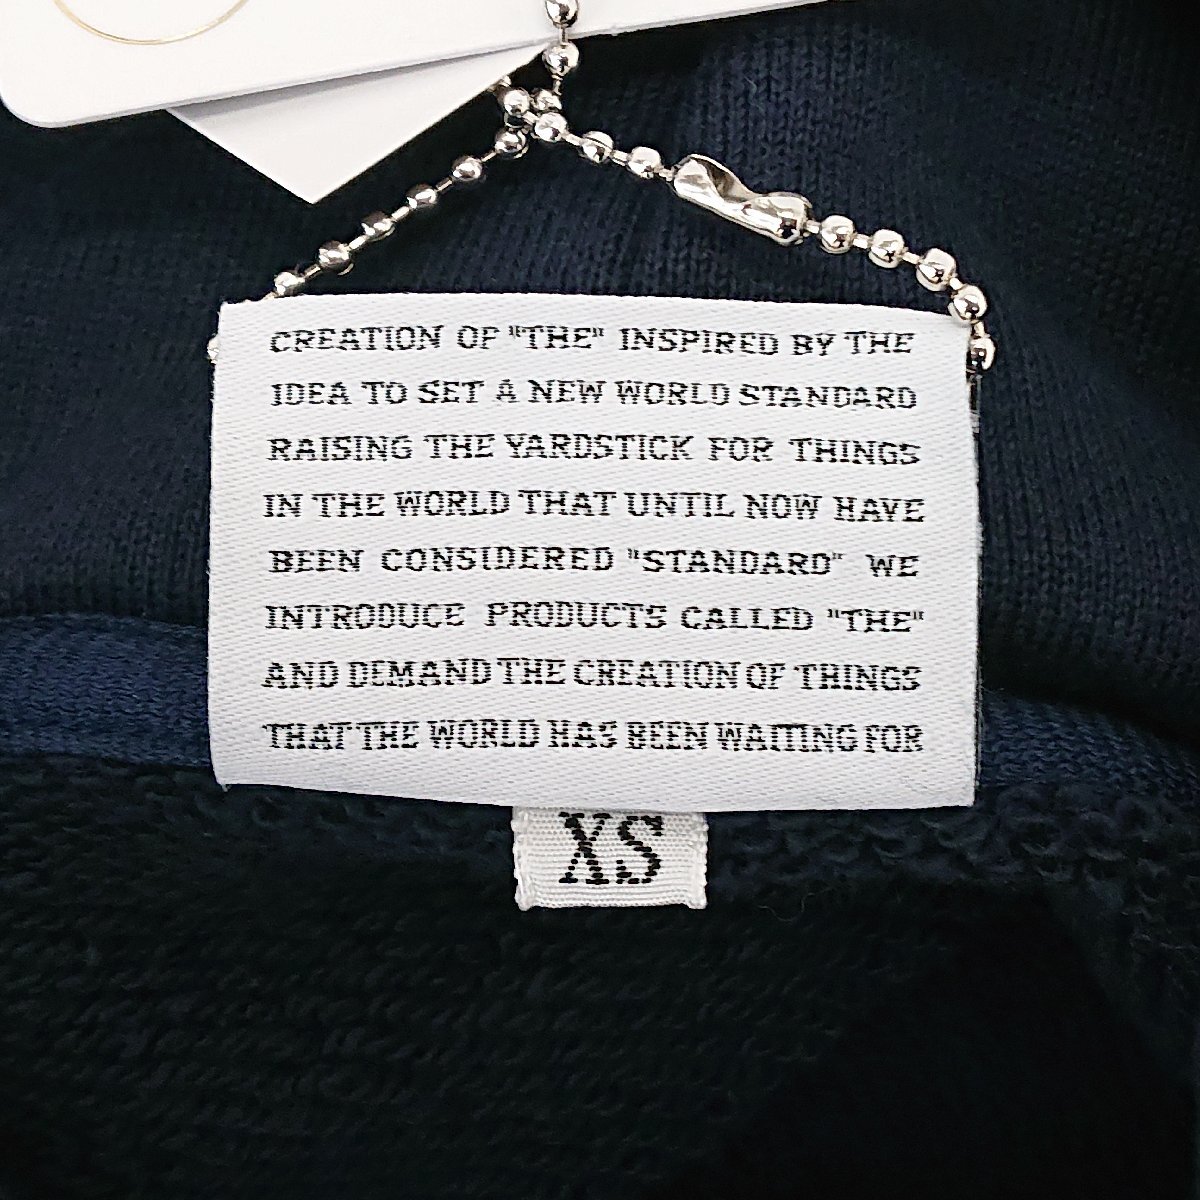 CREATION OF "THE" INSPIRED BY THE
IDEA TO SET A NEW WORLD STANDARD
RAISING THE YARDSTICK FOR THINGS
IN THE WORLD THAT UNTIL NOW HAVE
BEEN CONSIDERED "STANDARD" WE
INTRODUCE PRODUCTS CALLED "THE"
AND DEMAND THE CREATION OF THINGS
THAT THE WORLD HAS BEEN WAITING FOR
XS